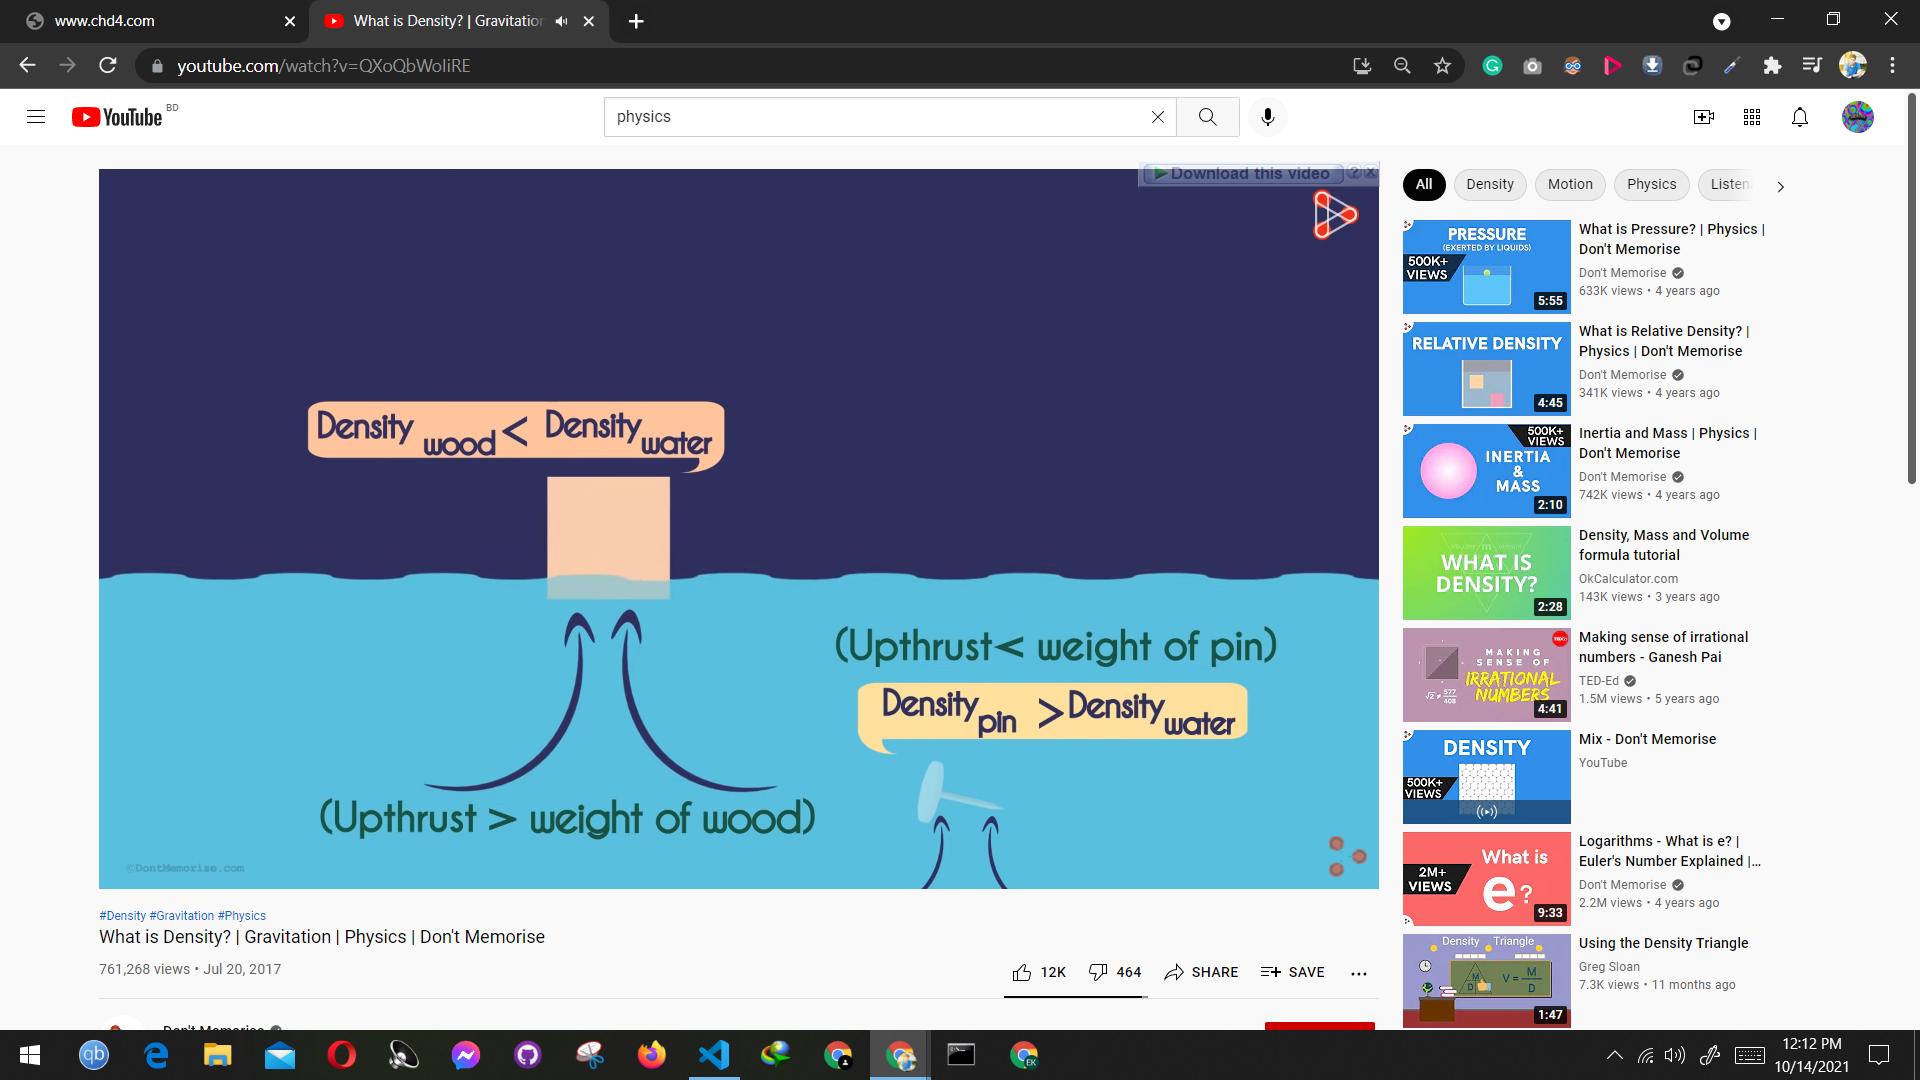 www.chd4.com
What is Density? | Gravitation
youtube.com/watch?v=QXoQbWoIiRE
YouTube BD
physics
Download this video
Density wood < Density water
(Upthrust < weight of pin)
Density pin > Density water
(Upthrust > weight of wood)
©DontMemorise.com
#Density #Gravitation #Physics
What is Density? | Gravitation | Physics | Don't Memorise
761,268 views • Jul 20, 2017
12K 464 SHARE SAVE
Don't Memorise
All Density Motion Physics
PRESSURE
(EXERTED BY LIQUIDS)
500K+
VIEWS
5:55
What is Pressure? | Physics |
Don't Memorise
Don't Memorise
633K views • 4 years ago
RELATIVE DENSITY
4:45
What is Relative Density? |
Physics | Don't Memorise
Don't Memorise
341K views • 4 years ago
500K+
VIEWS
INERTIA
&
MASS
2:10
Inertia and Mass | Physics |
Don't Memorise
Don't Memorise
742K views • 4 years ago
WHAT IS
DENSITY?
2:28
Density, Mass and Volume
formula tutorial
OkCalculator.com
143K views • 3 years ago
MAKING
SENSE OF
IRRATIONAL
NUMBERS
√2 ≠ 577/408
4:41
Making sense of irrational
numbers - Ganesh Pai
TED-Ed
1.5M views • 5 years ago
DENSITY
500K+
VIEWS
Mix - Don't Memorise
YouTube
What is
e?
2M+
VIEWS
9:33
Logarithms - What is e? |
Euler's Number Explained |...
Don't Memorise
2.2M views • 4 years ago
Density Triangle
M
D
V = M/D
1:47
Using the Density Triangle
Greg Sloan
7.3K views • 11 months ago
qb
EK
12:12 PM
10/14/2021